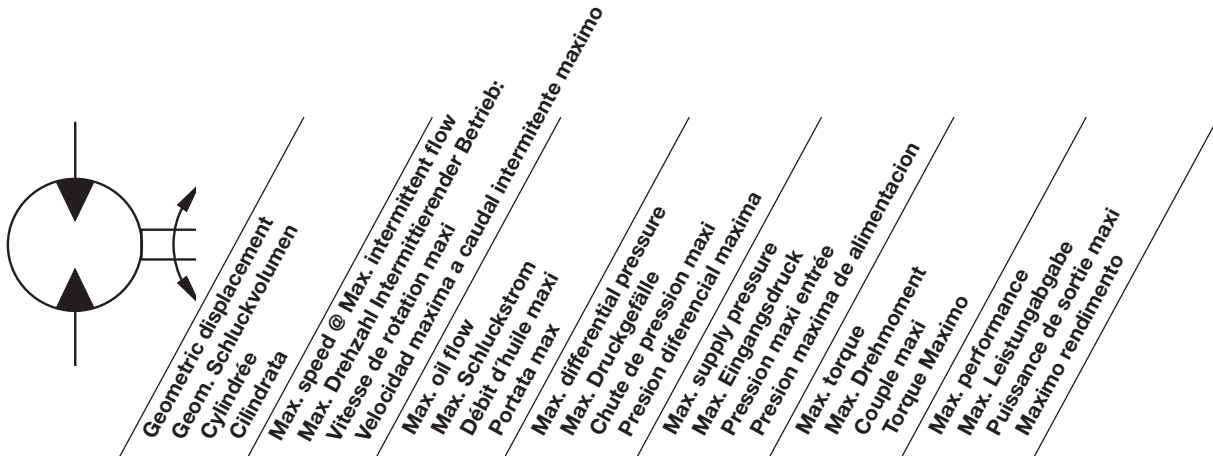 Geometric displacement
Geom. Schluckvolumen
Cylindrée
Cilindrata
Max. speed @ Max. intermittent flow
Max. Drehzahl Intermittierender Betrieb:
Vitesse de rotation maxi
Velocidad maxima a caudal intermitente maximo
Max. oil flow
Max. Schluckstrom
Débit d'huile maxi
Portata max
Max. differential pressure
Max. Druckgefälle
Chute de pression maxi
Presion diferencial maxima
Max. supply pressure
Max. Eingangsdruck
Pression maxi entrée
Presion maxima de alimentacion
Max. torque
Max. Drehmoment
Couple maxi
Torque Maximo
Max. performance
Max. Leistungabgabe
Puissance de sortie maxi
Maximo rendimento